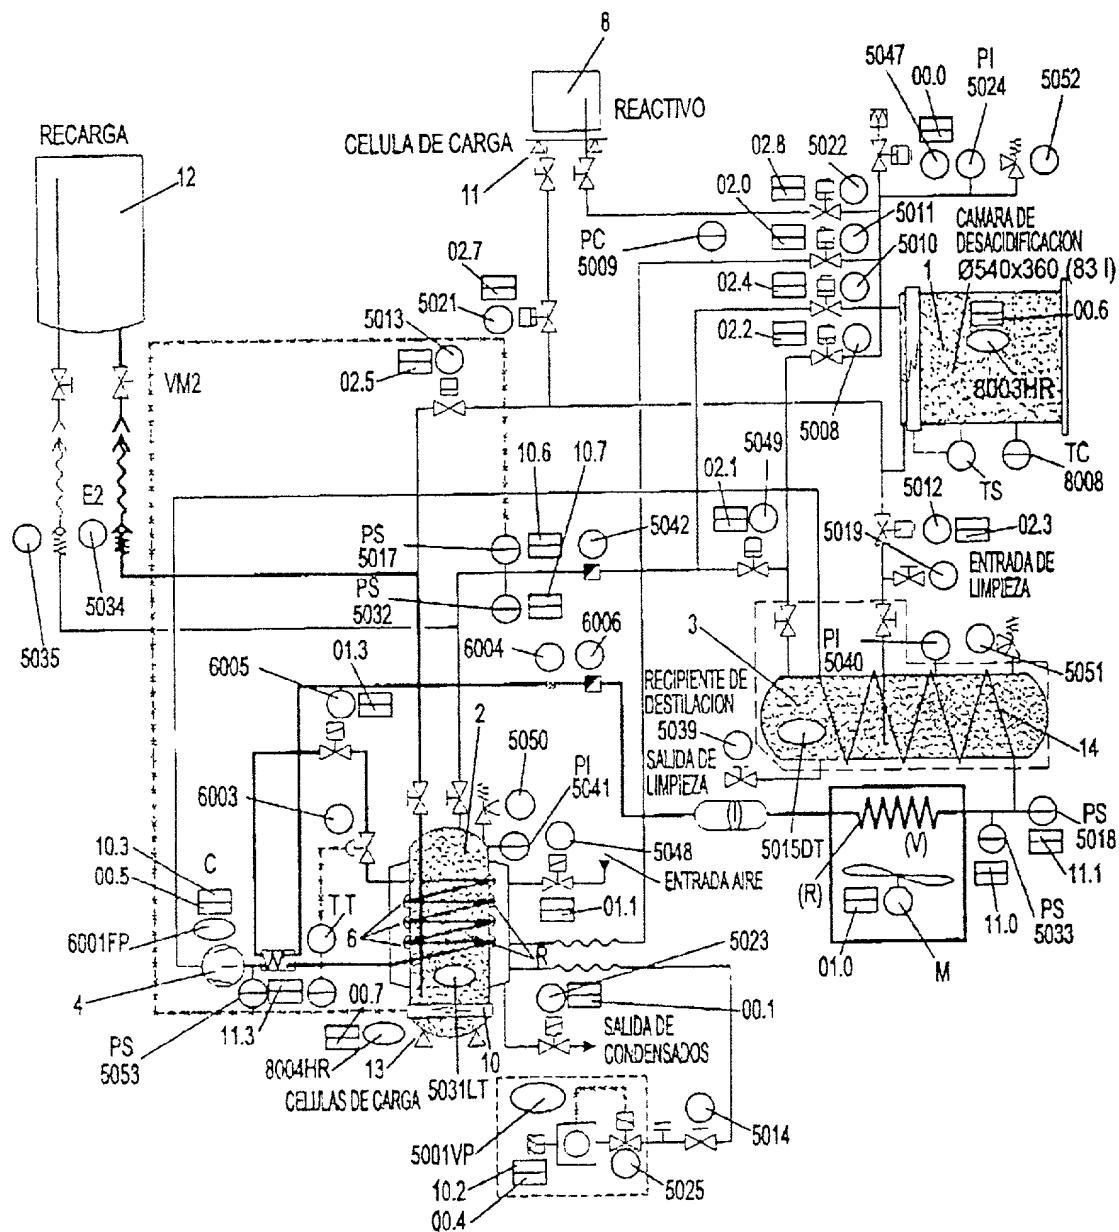 8
5047
00.0
PI
5024
5052
RECARGA
12
REACTIVO
CELULA DE CARGA
11
02.8
5022
02.0
5011
PC
5009
CAMARA DE
DESACIDIFICACION
5010
1
Ø540x360 (83 l)
02.7
5021
02.4
00.6
5013
02.5
02.2
VM2
8003HR
5008
TC
8008
TS
10.6
10.7
5049
02.1
5012
02.3
E2
5042
5019
PS
5017
ENTRADA DE
LIMPIEZA
5034
5035
PS
5032
6004
6006
3
PI
5040
5051
6005
01.3
RECIPIENTE DE
DESTILACION
5039
SALIDA DE
LIMPIEZA
14
2
5050
PI
5041
6003
5048
5015DT
(V)
(R)
PS
5018
11.1
ENTRADA AIRE
10.3
C
00.5
TT
6
R
01.1
11.0
PS
5033
6001FP
5023
01.0
M
4
11.3
00.7
00.1
PS
5053
8004HR
13
10
SALIDA DE
CONDENSADOS
CELULAS DE CARGA
5031LT
5001VP
5014
10.2
00.4
5025